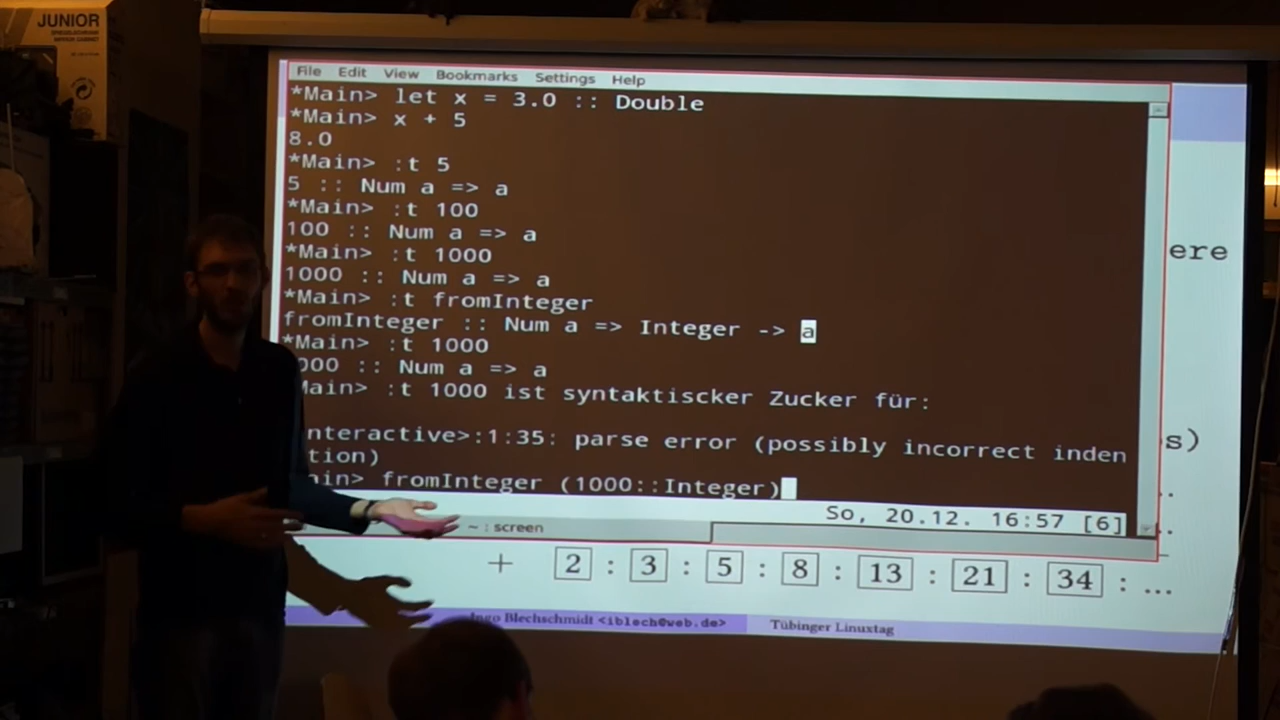 JUNIOR
File Edit View Bookmarks Settings Help
*Main> let x = 3.0 :: Double
*Main> x + 5
8.0
*Main> :t 5
5 :: Num a => a
*Main> :t 100
100 :: Num a => a
*Main> :t 1000
1000 :: Num a => a
*Main> :t fromInteger
fromInteger :: Num a => Integer -> a
*Main> :t 1000
000 :: Num a => a
Main> :t 1000 ist syntaktiscker Zucker für:
nteractive>:1:35: parse error (possibly incorrect inden
tion)
ain> fromInteger (1000::Integer)
So, 20.12. 16:57 [6]
~ : screen
ere
s)
..
..
+ 2 : 3 : 5 : 8 : 13 : 21 : 34 : ...
Ingo Blechschmidt <iblech@web.de> Tübinger Linuxtag